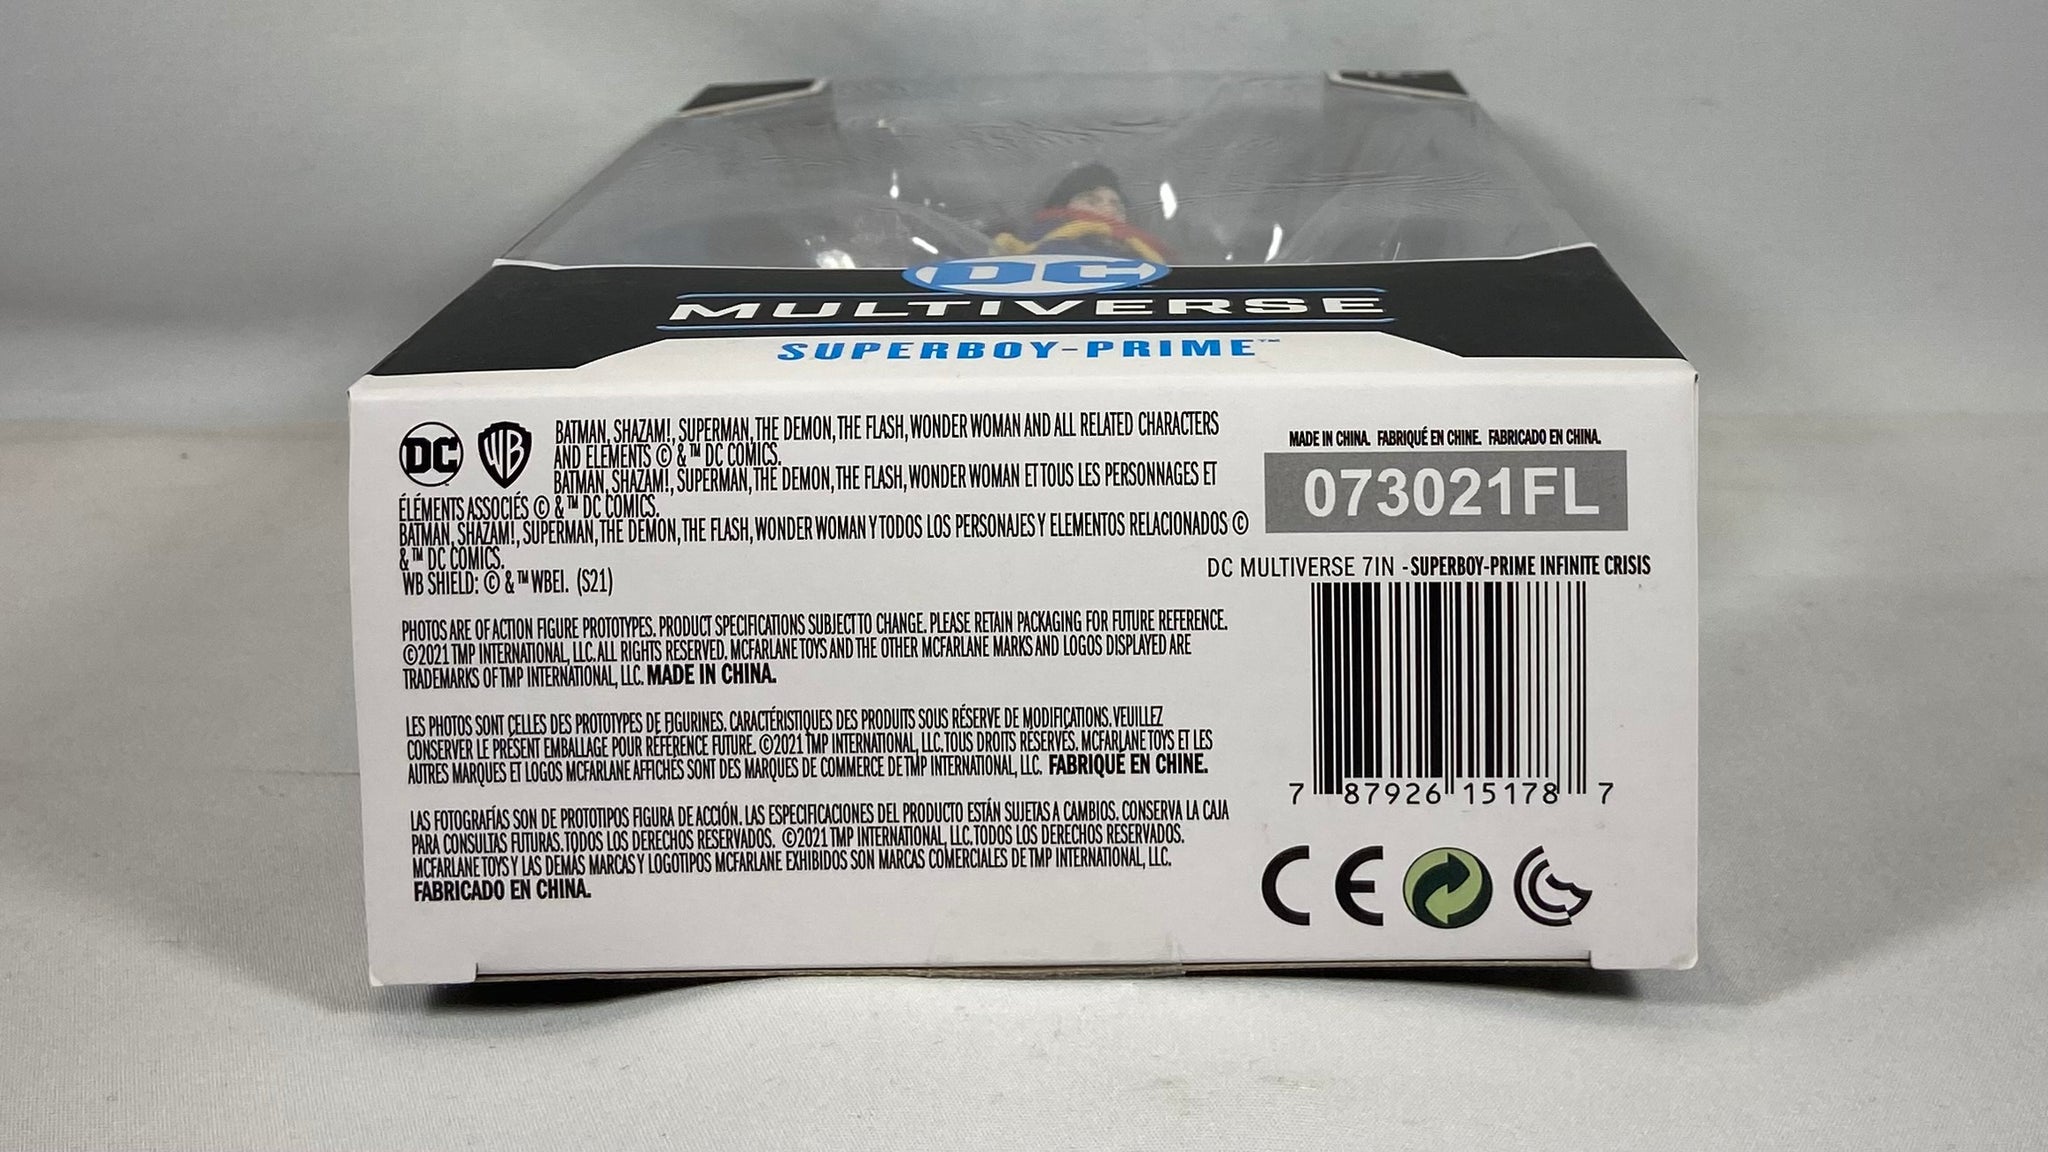 DC
MULTIVERSE
SUPERBOY-PRIME™
DC WB
BATMAN, SHAZAM!, SUPERMAN, THE DEMON, THE FLASH, WONDER WOMAN AND ALL RELATED CHARACTERS
AND ELEMENTS © & ™ DC COMICS.
BATMAN, SHAZAM!, SUPERMAN, THE DEMON, THE FLASH, WONDER WOMAN ET TOUS LES PERSONNAGES ET
ÉLÉMENTS ASSOCIÉS © & ™ DC COMICS.
BATMAN, SHAZAM!, SUPERMAN, THE DEMON, THE FLASH, WONDER WOMAN Y TODOS LOS PERSONAJES Y ELEMENTOS RELACIONADOS ©
& ™ DC COMICS.
WB SHIELD: © & ™ WBEI. (S21)
PHOTOS ARE OF ACTION FIGURE PROTOTYPES. PRODUCT SPECIFICATIONS SUBJECT TO CHANGE. PLEASE RETAIN PACKAGING FOR FUTURE REFERENCE.
©2021 TMP INTERNATIONAL, LLC. ALL RIGHTS RESERVED. MCFARLANE TOYS AND THE OTHER MCFARLANE MARKS AND LOGOS DISPLAYED ARE
TRADEMARKS OF TMP INTERNATIONAL, LLC. MADE IN CHINA.
LES PHOTOS SONT CELLES DES PROTOTYPES DE FIGURINES. CARACTÉRISTIQUES DES PRODUITS SOUS RÉSERVE DE MODIFICATIONS. VEUILLEZ
CONSERVER LE PRÉSENT EMBALLAGE POUR RÉFÉRENCE FUTURE. ©2021 TMP INTERNATIONAL, LLC. TOUS DROITS RÉSERVÉS. MCFARLANE TOYS ET LES
AUTRES MARQUES ET LOGOS MCFARLANE AFFICHÉS SONT DES MARQUES DE COMMERCE DE TMP INTERNATIONAL, LLC. FABRIQUÉ EN CHINE.
LAS FOTOGRAFÍAS SON DE PROTOTIPOS FIGURA DE ACCIÓN. LAS ESPECIFICACIONES DEL PRODUCTO ESTÁN SUJETAS A CAMBIOS. CONSERVA LA CAJA
PARA CONSULTAS FUTURAS. TODOS LOS DERECHOS RESERVADOS. ©2021 TMP INTERNATIONAL, LLC. TODOS LOS DERECHOS RESERVADOS.
MCFARLANE TOYS Y LAS DEMÁS MARCAS Y LOGOTIPOS MCFARLANE EXHIBIDOS SON MARCAS COMERCIALES DE TMP INTERNATIONAL, LLC.
FABRICADO EN CHINA.
MADE IN CHINA. FABRIQUÉ EN CHINE. FABRICADO EN CHINA.
073021FL
DC MULTIVERSE 7IN - SUPERBOY-PRIME INFINITE CRISIS
7 87926 15178 7
CE